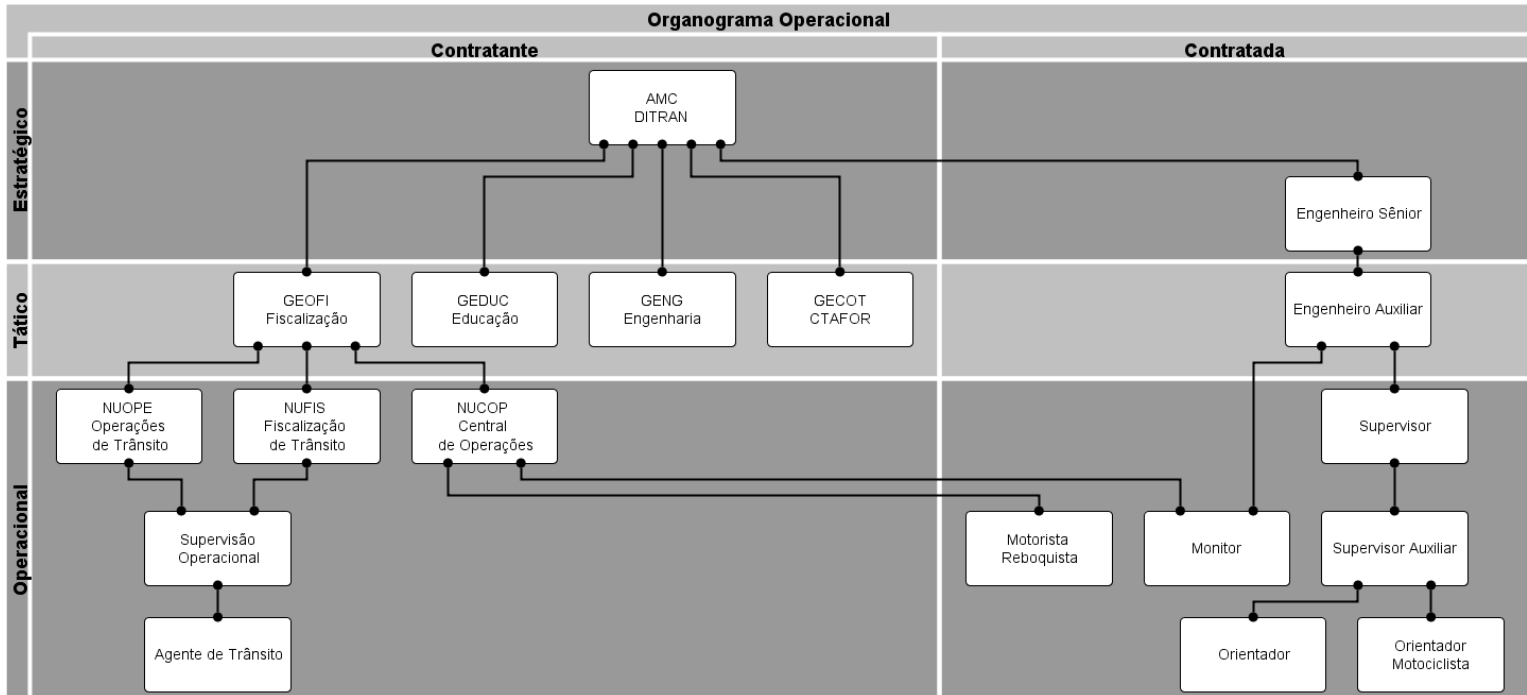 Organograma Operacional
Contratante
Contratada
Estratégico
AMC
DITRAN
Engenheiro Sênior
Tático
GEOFI
Fiscalização
GEDUC
Educação
GENG
Engenharia
GECOT
CTAFOR
Engenheiro Auxiliar
Operacional
NUOPE
Operações
de Trânsito
NUFIS
Fiscalização
de Trânsito
NUCOP
Central
de Operações
Supervisor
Supervisão
Operacional
Motorista
Reboquista
Monitor
Supervisor Auxiliar
Agente de Trânsito
Orientador
Orientador
Motociclista